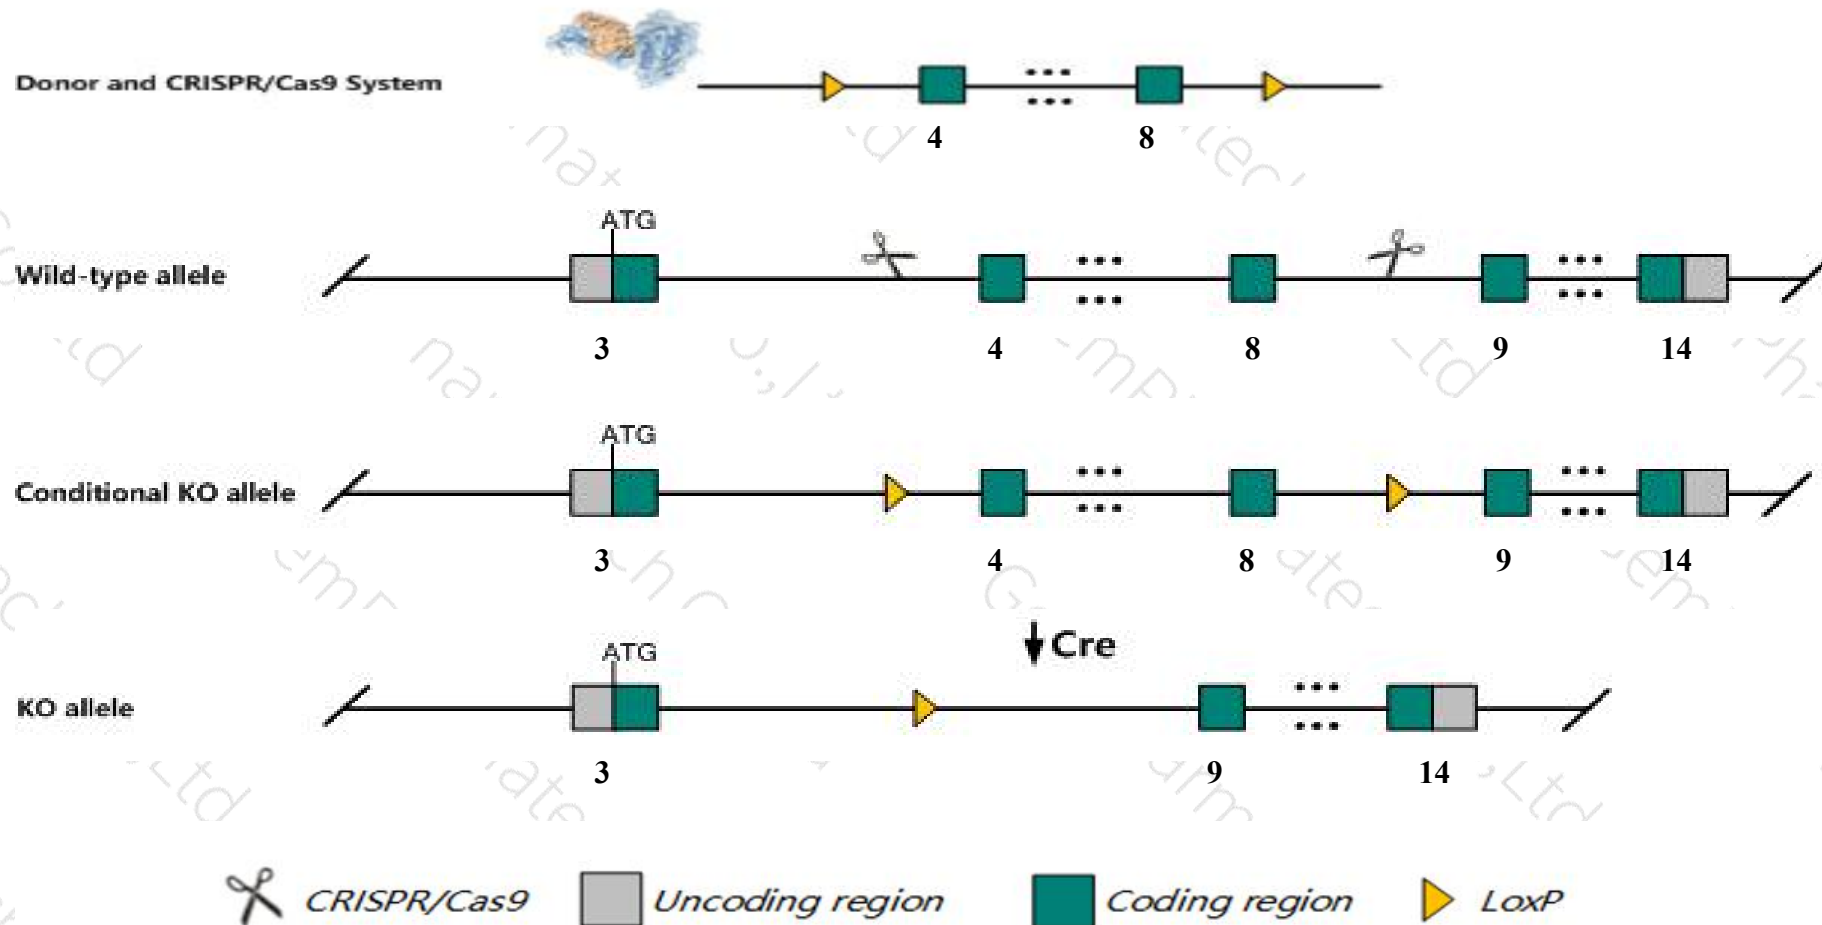 Donor and CRISPR/Cas9 System
4 8
ATG
Wild-type allele
3 4 8 9 14
ATG
Conditional KO allele
3 4 8 9 14
Cre
ATG
KO allele
3 9 14
CRISPR/Cas9 Uncoding region Coding region LoxP